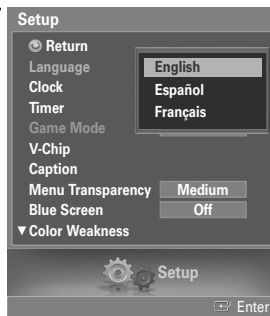 Setup
Return
Language
English
Clock
Español
Timer
Français
Game Mode
V-Chip
Caption
Menu Transparency Medium
Blue Screen Off
▼ Color Weakness
Setup
Enter